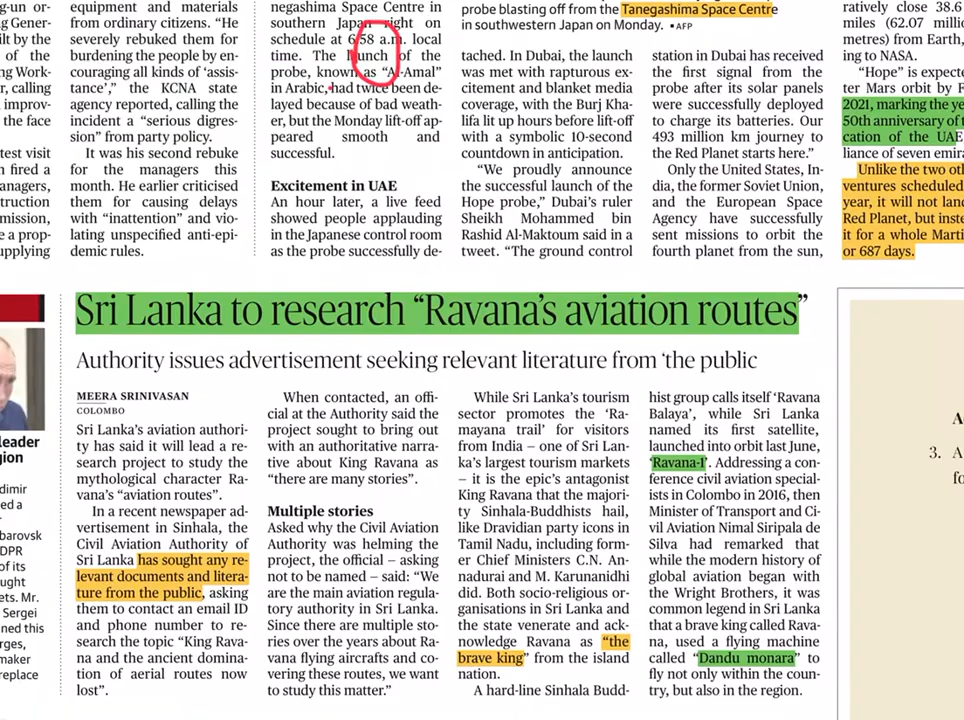 equipment and materials
from ordinary citizens. “He
severely rebuked them for
burdening the people by en-
couraging all kinds of ‘assis-
tance’,” the KCNA state
agency reported, calling the
incident a “serious digres-
sion” from party policy.
It was his second rebuke
for the managers this
month. He earlier criticised
them for causing delays
with “inattention” and vio-
lating unspecified anti-epi-
demic rules.
negashima Space Centre in
southern Japan right on
schedule at 6:58 a.m. local
time. The launch of the
probe, known as “Al-Amal”
in Arabic, had twice been de-
layed because of bad weath-
er, but the Monday lift-off ap-
peared smooth and
successful.
Excitement in UAE
An hour later, a live feed
showed people applauding
in the Japanese control room
as the probe successfully de-
probe blasting off from the Tanegashima Space Centre
in southwestern Japan on Monday. • AFP
tached. In Dubai, the launch
was met with rapturous ex-
citement and blanket media
coverage, with the Burj Kha-
lifa lit up hours before lift-off
with a symbolic 10-second
countdown in anticipation.
“We proudly announce
the successful launch of the
Hope probe,” Dubai’s ruler
Sheikh Mohammed bin
Rashid Al-Maktoum said in a
tweet. “The ground control
station in Dubai has received
the first signal from the
probe after its solar panels
were successfully deployed
to charge its batteries. Our
493 million km journey to
the Red Planet starts here.”
Only the United States, In-
dia, the former Soviet Union,
and the European Space
Agency have successfully
sent missions to orbit the
fourth planet from the sun,
ratively close 38.6
miles (62.07
metres) from Earth,
ing to NASA.
“Hope” is
ter Mars orbit by
2021, marking the
50th anniversary of
cation of the UAE
liance of seven
Unlike the two
ventures scheduled
year, it will not
Red Planet, but
it for a whole
or 687 days.
Sri Lanka to research “Ravana’s aviation routes”
Authority issues advertisement seeking relevant literature from ‘the public
MEERA SRINIVASAN
COLOMBO
Sri Lanka’s aviation authori-
ty has said it will lead a re-
search project to study the
mythological character Ra-
vana’s “aviation routes”.
In a recent newspaper ad-
vertisement in Sinhala, the
Civil Aviation Authority of
Sri Lanka has sought any re-
levant documents and litera-
ture from the public, asking
them to contact an email ID
and phone number to re-
search the topic “King Rava-
na and the ancient domina-
tion of aerial routes now
lost”.
When contacted, an offi-
cial at the Authority said the
project sought to bring out
with an authoritative narra-
tive about King Ravana as
“there are many stories”.
Multiple stories
Asked why the Civil Aviation
Authority was helming the
project, the official – asking
not to be named – said: “We
are the main aviation regula-
tory authority in Sri Lanka.
Since there are multiple sto-
ries over the years about Ra-
vana flying aircrafts and co-
vering these routes, we want
to study this matter.”
While Sri Lanka’s tourism
sector promotes the ‘Ra-
mayana trail’ for visitors
from India – one of Sri Lan-
ka’s largest tourism markets
– it is the epic’s antagonist
King Ravana that the majori-
ty Sinhala-Buddhists hail,
like Dravidian party icons in
Tamil Nadu, including form-
er Chief Ministers C.N. An-
nadurai and M. Karunanidhi
did. Both socio-religious or-
ganisations in Sri Lanka and
the state venerate and ack-
nowledge Ravana as “the
brave king” from the island
nation.
A hard-line Sinhala Budd-
hist group calls itself ‘Ravana
Balaya’, while Sri Lanka
named its first satellite,
launched into orbit last June,
‘Ravana-1’. Addressing a con-
ference civil aviation special-
ists in Colombo in 2016, then
Minister of Transport and Ci-
vil Aviation Nimal Siripala de
Silva had remarked that
while the modern history of
global aviation began with
the Wright Brothers, it was
common legend in Sri Lanka
that a brave king called Rava-
na, used a flying machine
called “Dandu monara” to
fly not only within the coun-
try, but also in the region.
3. A